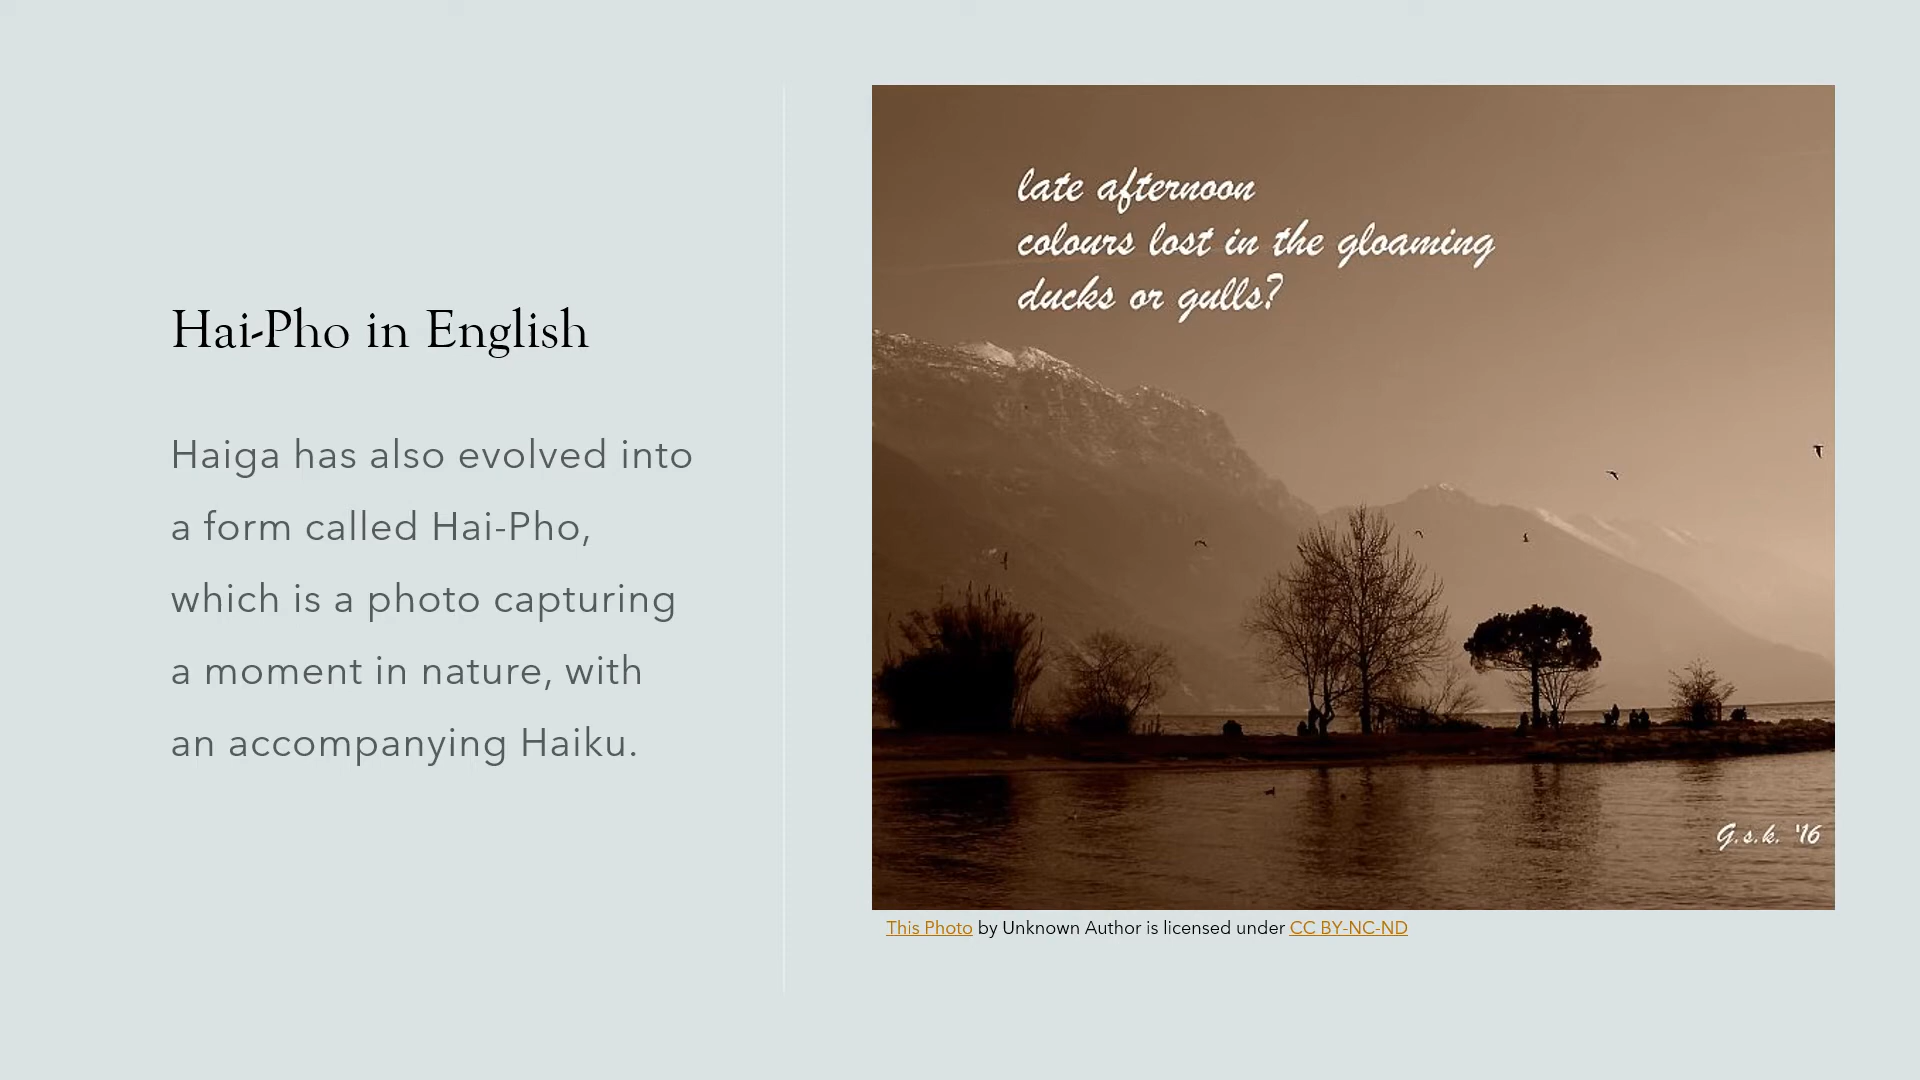 Hai-Pho in English
Haiga has also evolved into
a form called Hai-Pho,
which is a photo capturing
a moment in nature, with
an accompanying Haiku.
late afternoon
colours lost in the gloaming
ducks or gulls?
G.s.k. '16
This Photo by Unknown Author is licensed under CC BY-NC-ND